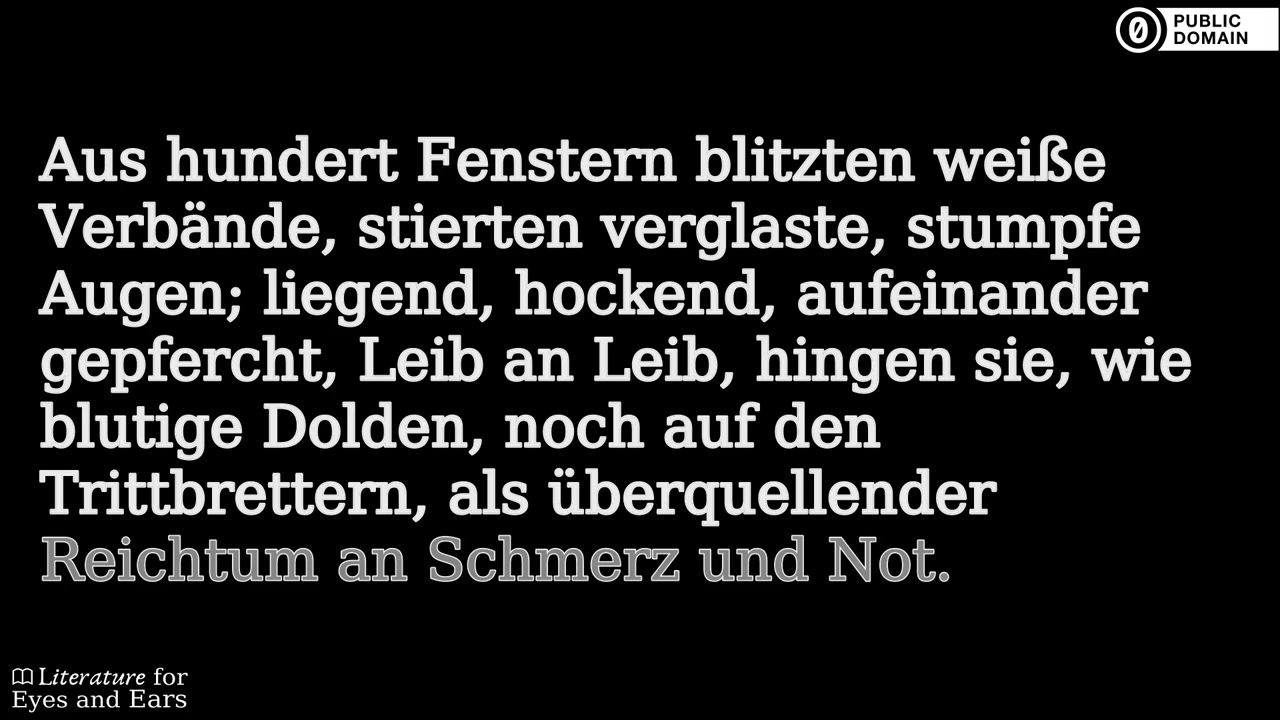 PUBLIC
DOMAIN
Aus hundert Fenstern blitzten weiße
Verbände, stierten verglaste, stumpfe
Augen; liegend, hockend, aufeinander
gepfercht, Leib an Leib, hingen sie, wie
blutige Dolden, noch auf den
Trittbrettern, als überquellender
Reichtum an Schmerz und Not.
Literature for
Eyes and Ears